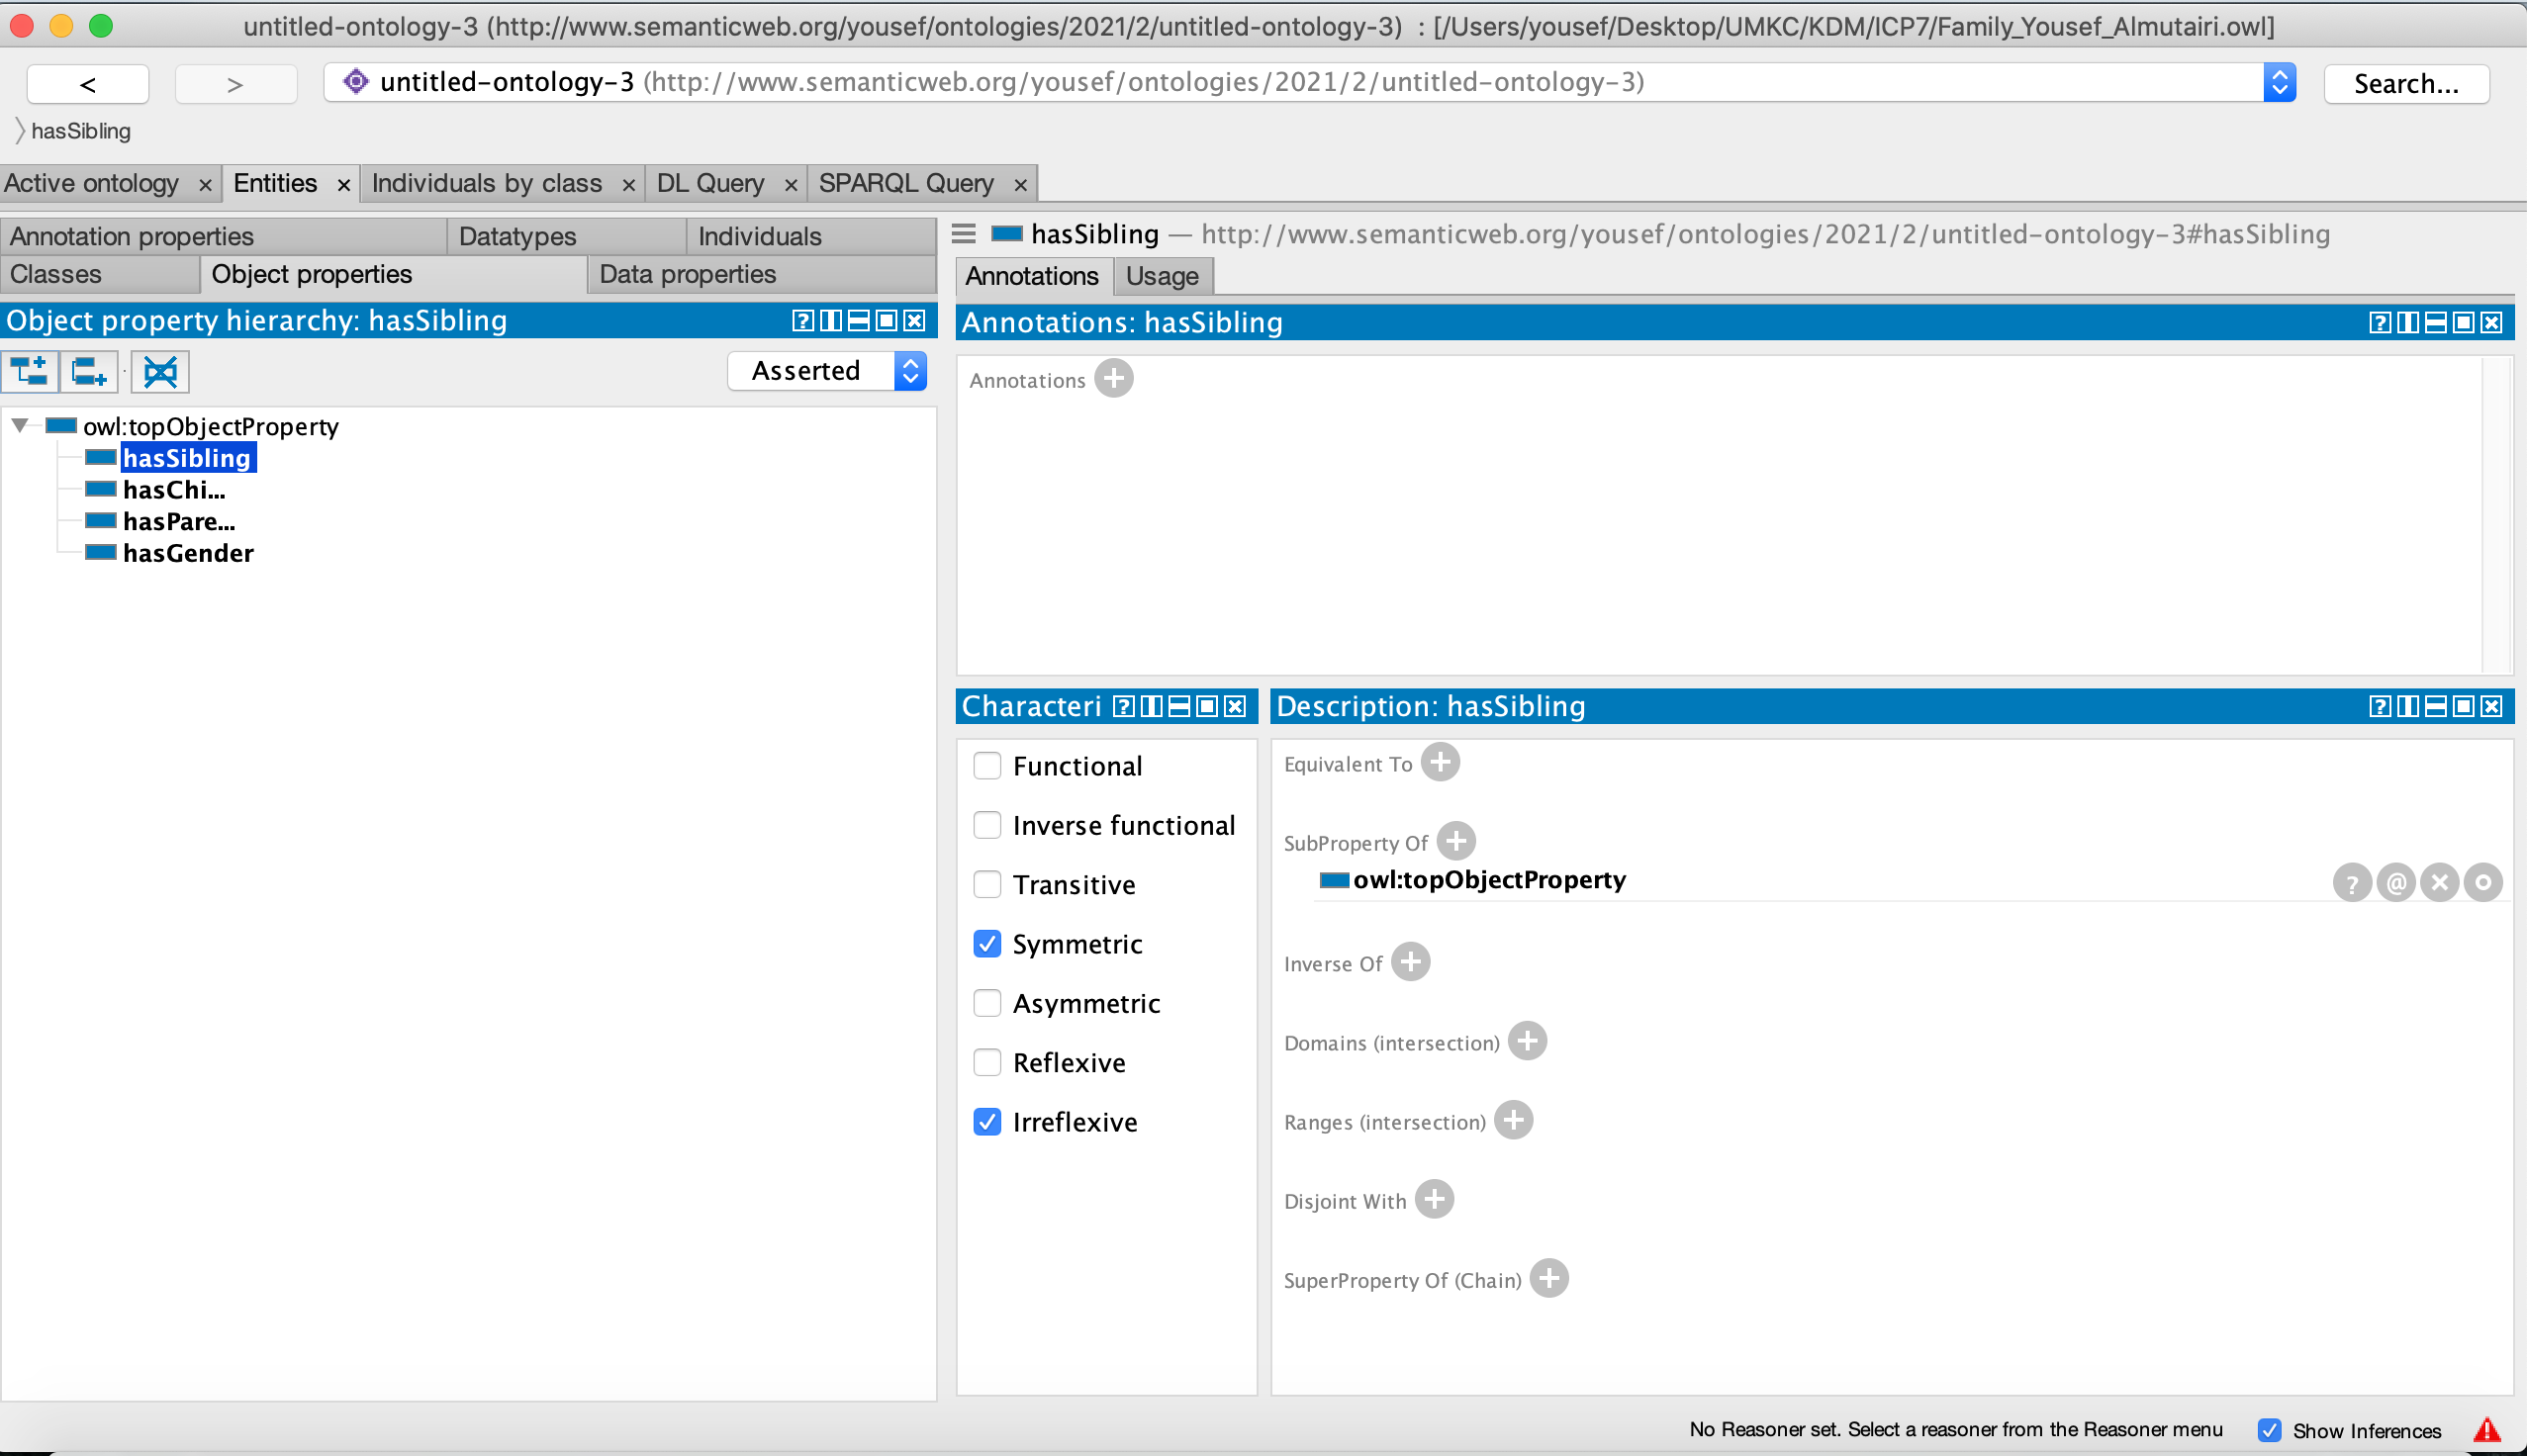 untitled-ontology-3 (http://www.semanticweb.org/yousef/ontologies/2021/2/untitled-ontology-3) : [/Users/yousef/Desktop/UMKC/KDM/ICP7/Family_Yousef_Almutairi.owl]
< > untitled-ontology-3 (http://www.semanticweb.org/yousef/ontologies/2021/2/untitled-ontology-3) Search...
hasSibling
Active ontology × Entities × Individuals by class × DL Query × SPARQL Query ×
Annotation properties Datatypes Individuals
Classes Object properties Data properties
Object property hierarchy: hasSibling
Asserted
owl:topObjectProperty
hasSibling
hasChi...
hasPare...
hasGender
hasSibling — http://www.semanticweb.org/yousef/ontologies/2021/2/untitled-ontology-3#hasSibling
Annotations Usage
Annotations: hasSibling
Annotations
Characteri
Functional
Inverse functional
Transitive
Symmetric
Asymmetric
Reflexive
Irreflexive
Description: hasSibling
Equivalent To
SubProperty Of
owl:topObjectProperty
Inverse Of
Domains (intersection)
Ranges (intersection)
Disjoint With
SuperProperty Of (Chain)
No Reasoner set. Select a reasoner from the Reasoner menu Show Inferences